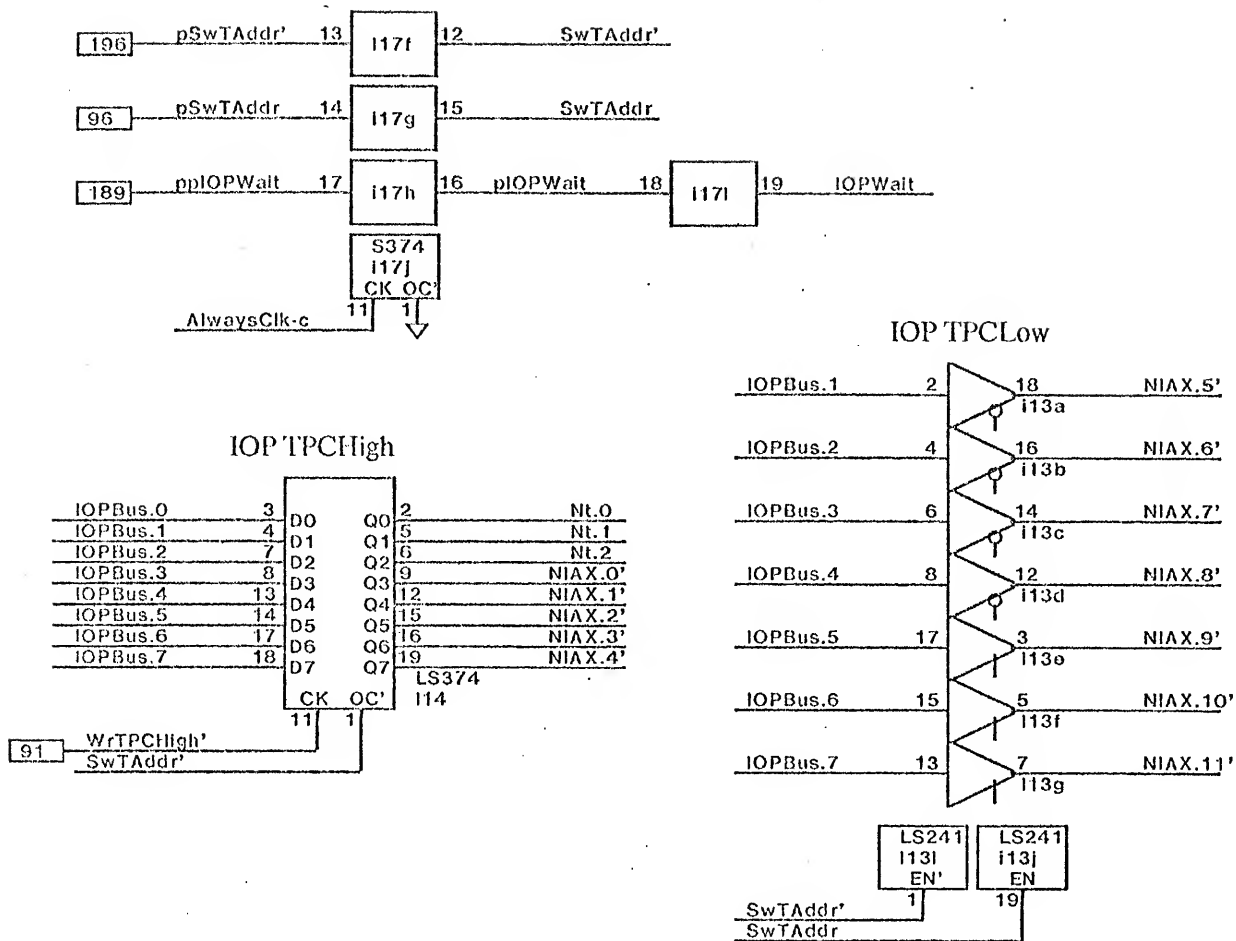 196 pSwTAddr' 13 i17f 12 SwTAddr'
96 pSwTAddr 14 i17g 15 SwTAddr
189 ppIOPWait 17 i17h 16 pIOPWait 18 i17i 19 IOPWait
S374
i17j
CK OC'
11 1
AlwaysClk-c
IOP TPCHigh
IOPBus.0 3 D0 Q0 2 Nt.0
IOPBus.1 4 D1 Q1 5 Nt.1
IOPBus.2 7 D2 Q2 6 Nt.2
IOPBus.3 8 D3 Q3 9 NIAX.0'
IOPBus.4 13 D4 Q4 12 NIAX.1'
IOPBus.5 14 D5 Q5 15 NIAX.2'
IOPBus.6 17 D6 Q6 16 NIAX.3'
IOPBus.7 18 D7 Q7 19 NIAX.4'
LS374
i14
CK OC'
11 1
91 WrTPCHigh'
SwTAddr'
IOP TPCLow
IOPBus.1 2 18 NIAX.5'
i13a
IOPBus.2 4 16 NIAX.6'
i13b
IOPBus.3 6 14 NIAX.7'
i13c
IOPBus.4 8 12 NIAX.8'
i13d
IOPBus.5 17 3 NIAX.9'
i13e
IOPBus.6 15 5 NIAX.10'
i13f
IOPBus.7 13 7 NIAX.11'
i13g
LS241 LS241
i13i i13j
EN' EN
1 19
SwTAddr'
SwTAddr